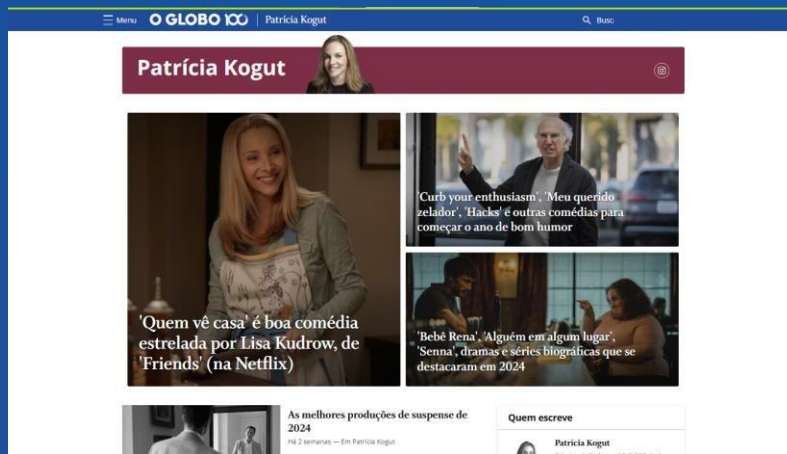 Menu O GLOBO 100 Patrícia Kogut Busc
Patrícia Kogut
'Quem vê casa' é boa comédia
estrelada por Lisa Kudrow, de
'Friends' (na Netflix)
'Curb your enthusiasm', 'Meu querido
zelador', 'Hacks' e outras comédias para
começar o ano de bom humor
'Bebê Rena', 'Alguém em algum lugar',
'Senna', dramas e séries biográficas que se
destacaram em 2024
As melhores produções de suspense de
2024
Há 2 semanas — Em Patrícia Kogut
Quem escreve
Patrícia Kogut